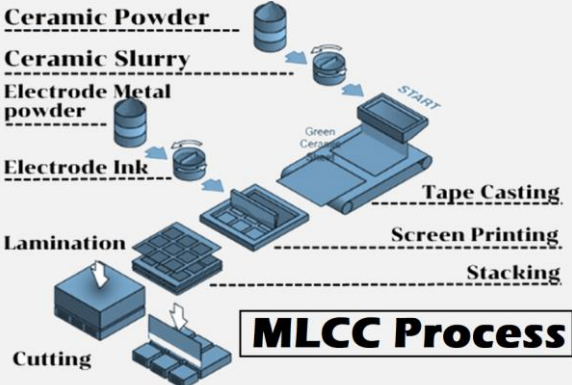 Ceramic Powder
Ceramic Slurry
START
Electrode Metal
powder
Green
Ceramic
Sheet
Electrode Ink
Tape Casting
Screen Printing
Lamination
Stacking
MLCC Process
Cutting